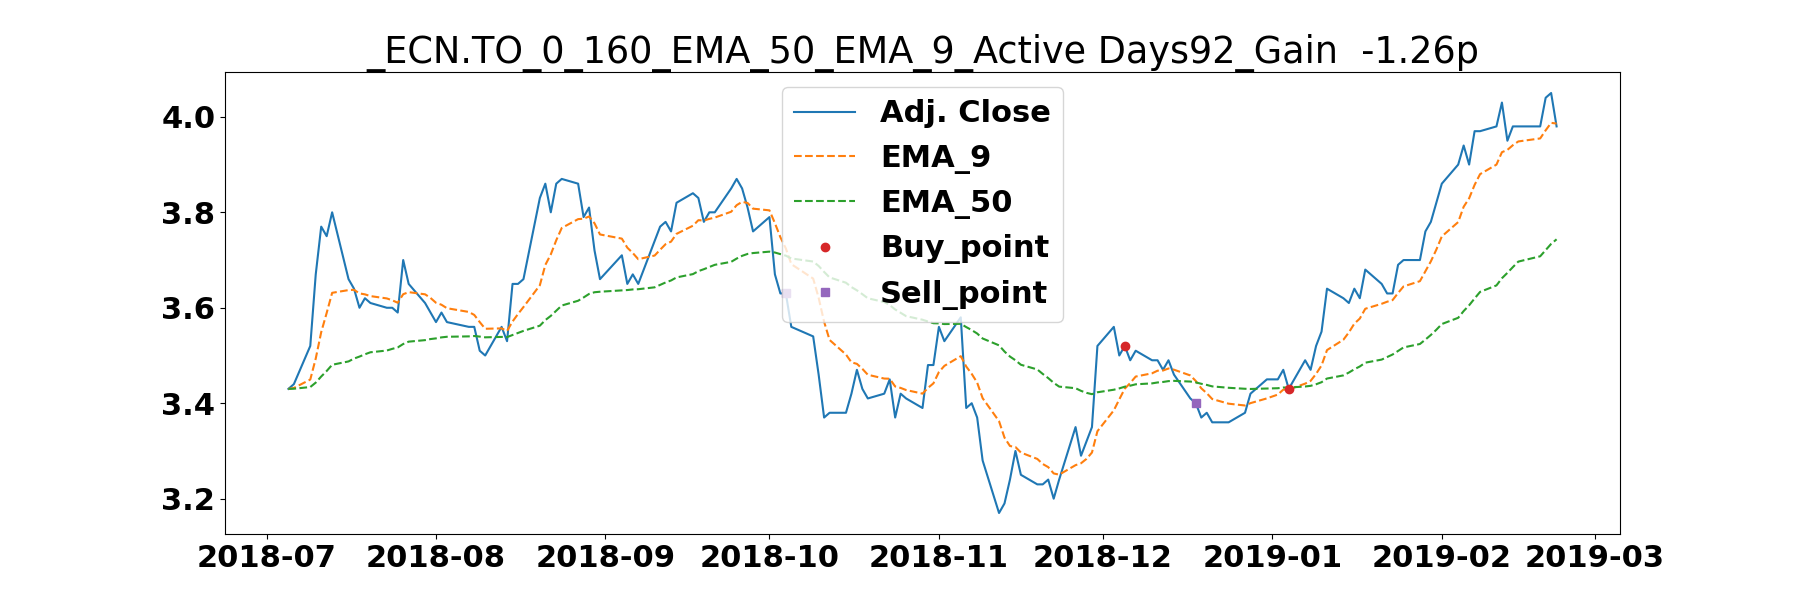 _ECN.TO_0_160_EMA_50_EMA_9_Active Days92_Gain  -1.26p
Adj. Close
EMA_9
EMA_50
Buy_point
Sell_point
4.0
3.8
3.6
3.4
3.2
2018-07 2018-08 2018-09 2018-10 2018-11 2018-12 2019-01 2019-02 2019-03